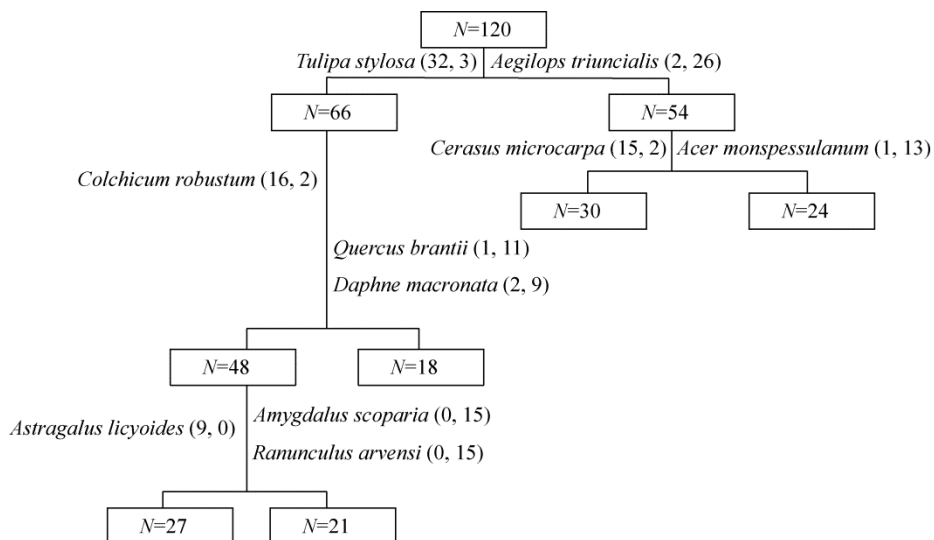 N=120
Tulipa stylosa (32, 3) Aegilops triuncialis (2, 26)
N=66 N=54
Cerasus microcarpa (15, 2) Acer monspessulanum (1, 13)
Colchicum robustum (16, 2)
N=30 N=24
Quercus brantii (1, 11)
Daphne macronata (2, 9)
N=48 N=18
Amygdalus scoparia (0, 15)
Astragalus licyoides (9, 0)
Ranunculus arvensi (0, 15)
N=27 N=21